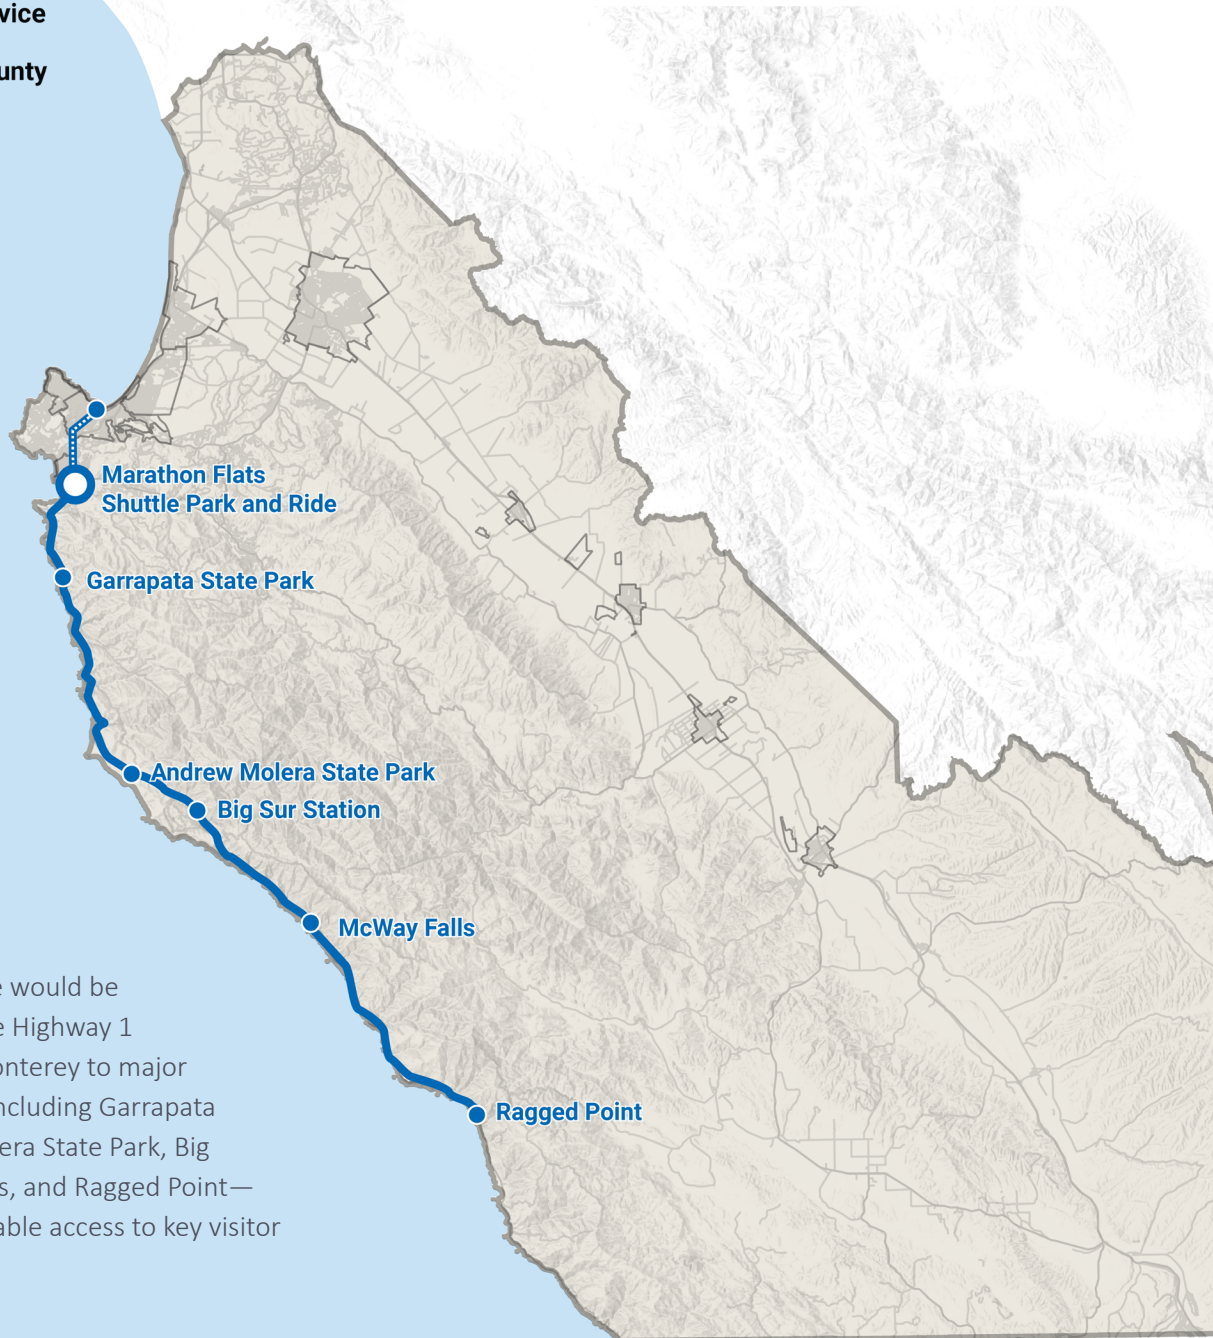 vice
unty
Marathon Flats
Shuttle Park and Ride
Garrapata State Park
Andrew Molera State Park
Big Sur Station
McWay Falls
Ragged Point
e would be
e Highway 1
onterey to major
ncluding Garrapata
era State Park, Big
s, and Ragged Point—
able access to key visitor